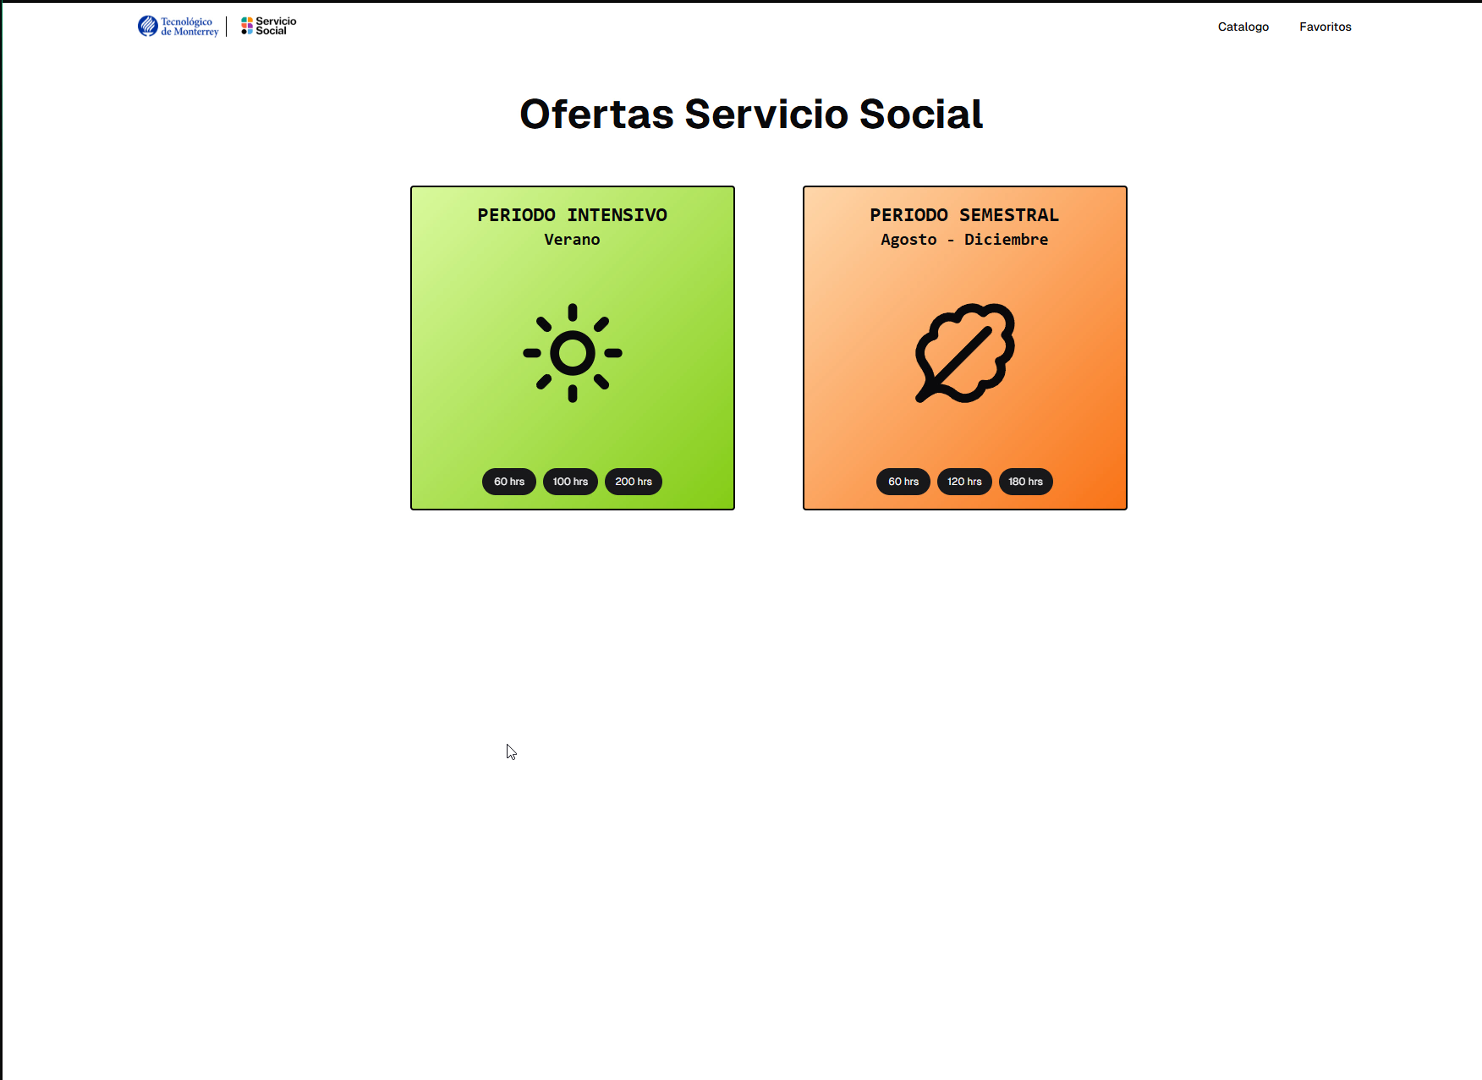 Tecnológico
de Monterrey
Servicio
Social
Catalogo
Favoritos
Ofertas Servicio Social
PERIODO INTENSIVO
Verano
60 hrs
100 hrs
200 hrs
PERIODO SEMESTRAL
Agosto - Diciembre
60 hrs
120 hrs
180 hrs